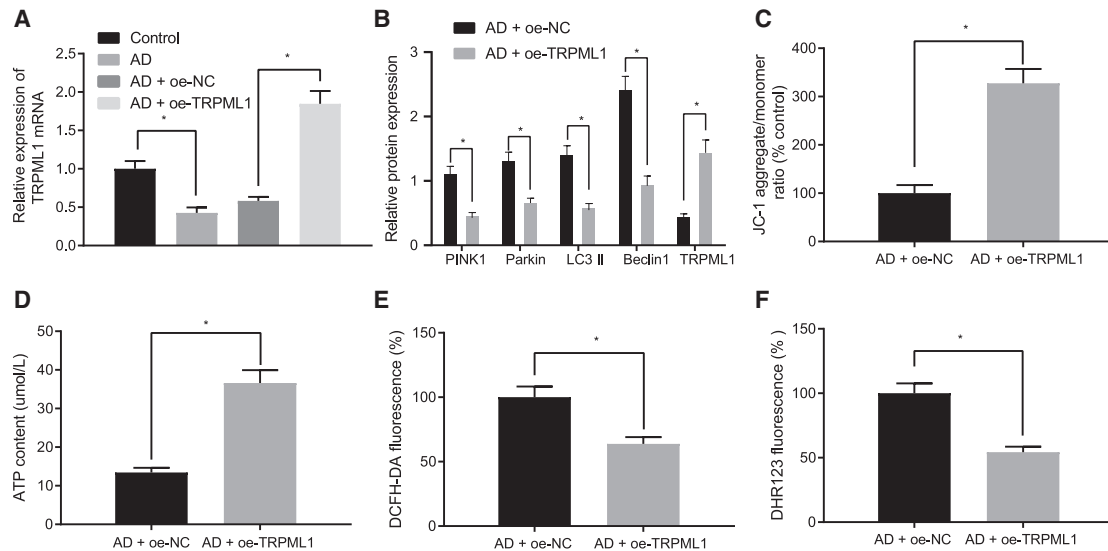 A
Relative expression of
TRPML1 mRNA
2.5
2.0
1.5
1.0
0.5
0.0
Control
AD
AD + oe-NC
AD + oe-TRPML1
*
*
B
Relative protein expression
3
2
1
0
AD + oe-NC
AD + oe-TRPML1
*
*
*
*
*
PINK1 Parkin LC3 II Beclin1 TRPML1
C
JC-1 aggregate/monomer
ratio (% control)
400
300
200
100
0
*
AD + oe-NC AD + oe-TRPML1
D
ATP content (umol/L)
50
40
30
20
10
0
*
AD + oe-NC AD + oe-TRPML1
E
DCFH-DA fluorescence (%)
150
100
50
0
*
AD + oe-NC AD + oe-TRPML1
F
DHR123 fluorescence (% )
150
100
50
0
*
AD + oe-NC AD + oe-TRPML1